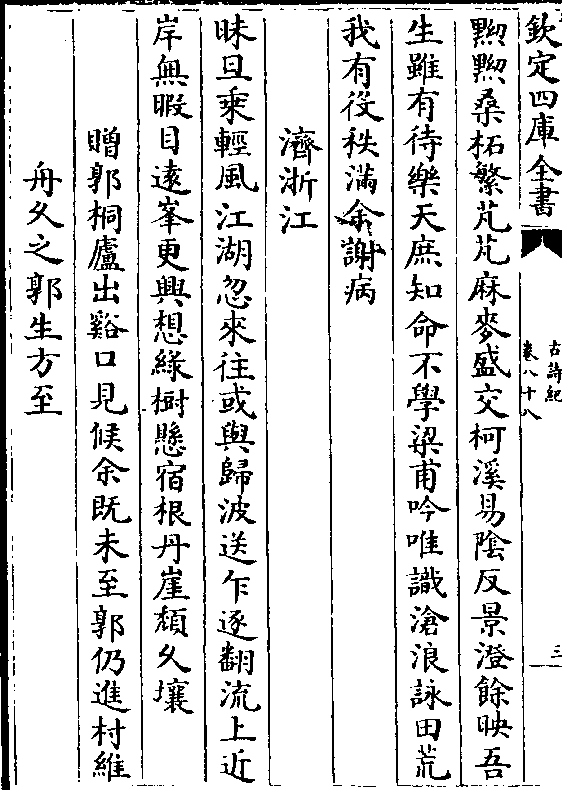 欽定四庫全書
古詩紀
卷八十八
三
黝黝桑柘繁芃芃麻麥盛交柯溪易陰反景澄餘映吾
生雖有待樂天庶知命不學梁甫吟唯識滄浪詠田荒
我有役秩滿余謝病
濟浙江
昧旦乘輕風江湖忽來往或與歸波送乍逐翻流上近
岸無暇目遠峯更興想緑樹懸宿根丹崖頹久壤
贈郭桐廬出谿口見候余既未至郭仍進村維
舟久之郭生方至